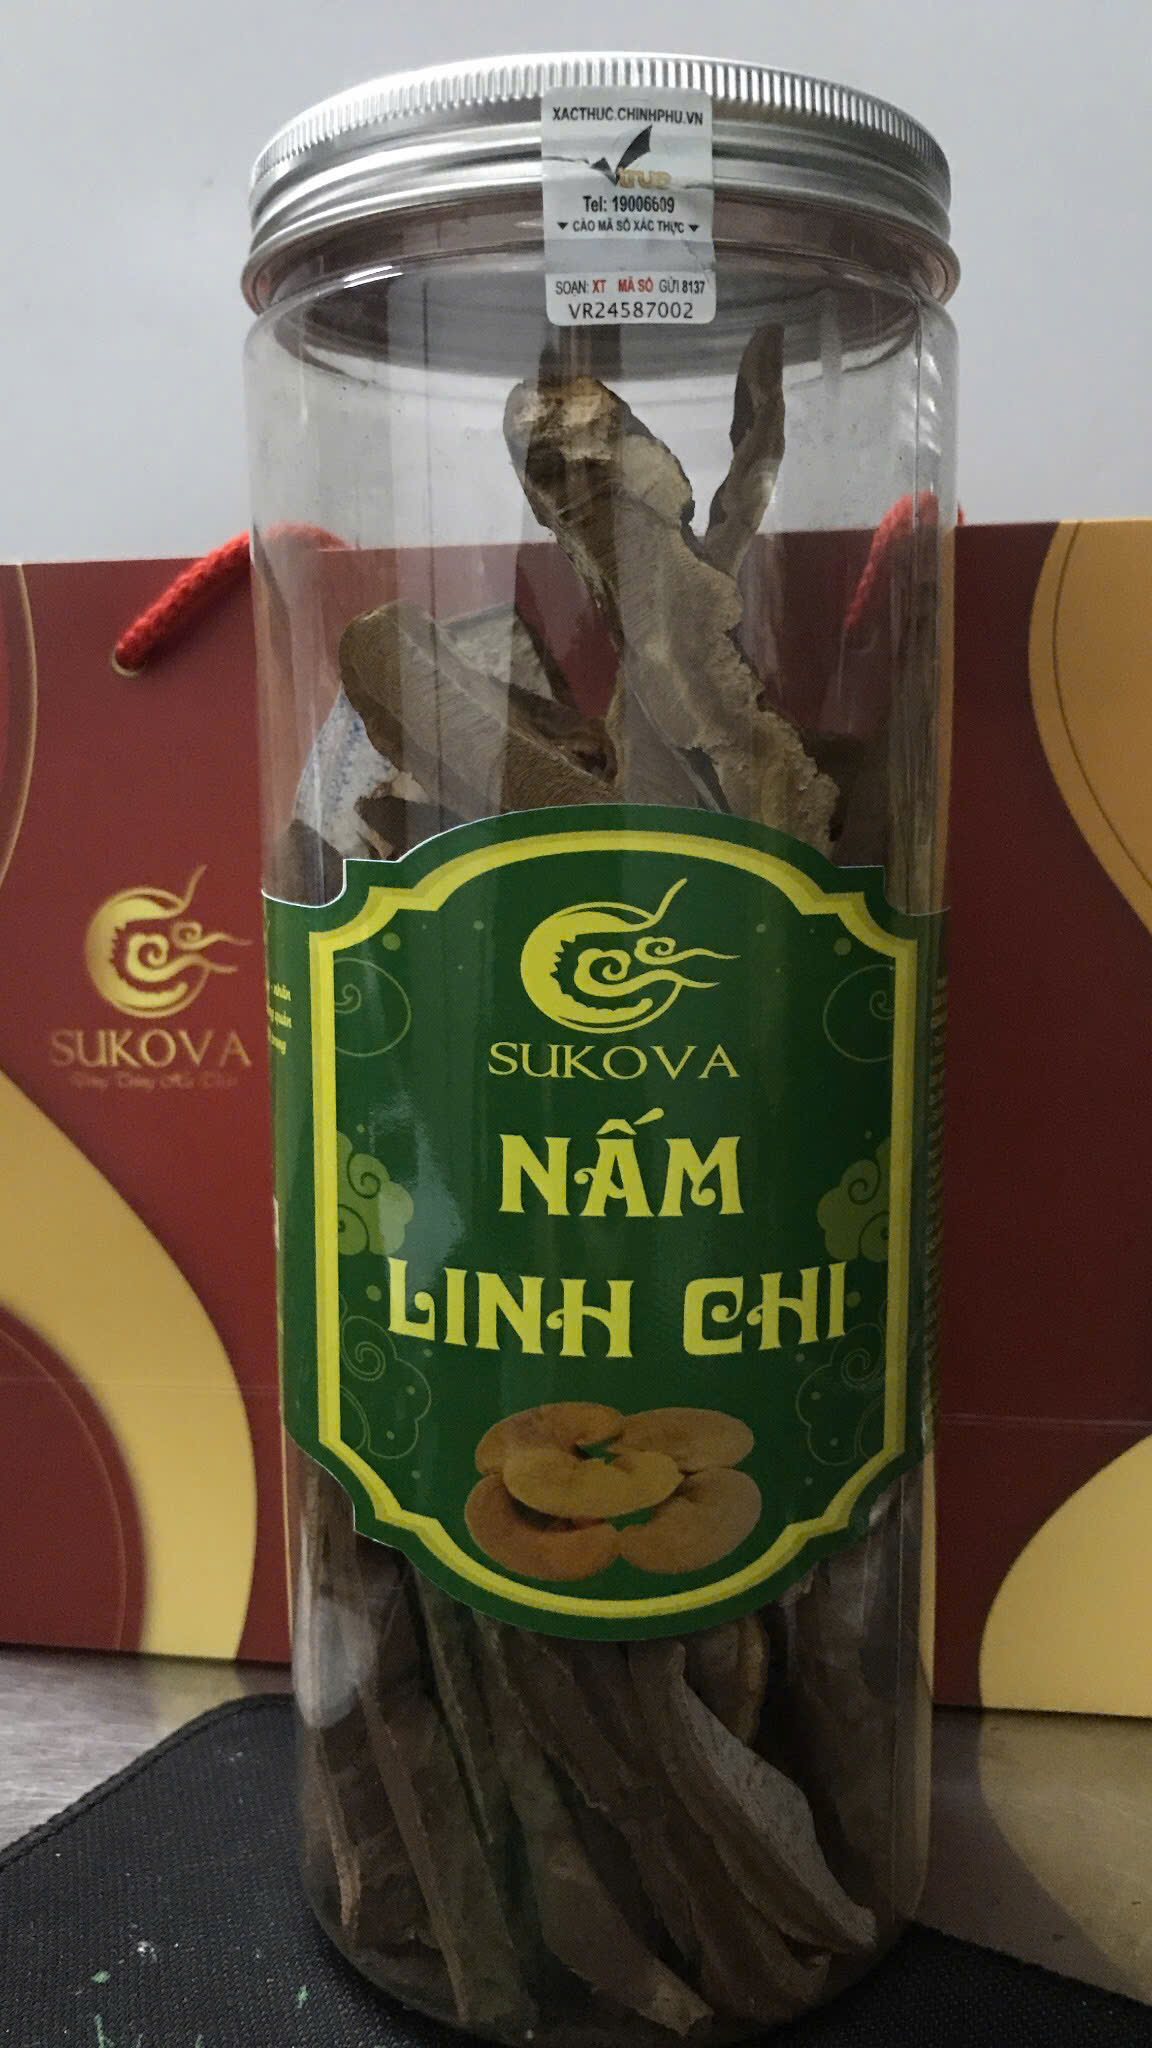 XACTHUC.CHINHPHU.VN
Vtrue
Tel: 19006609
CÀO MÃ SỐ XÁC THỰC
SOẠN: XT MÃ SỐ GỬI 8137
VR24587002
SUKOVA
NẤM
LINH CHI
SUKOVA